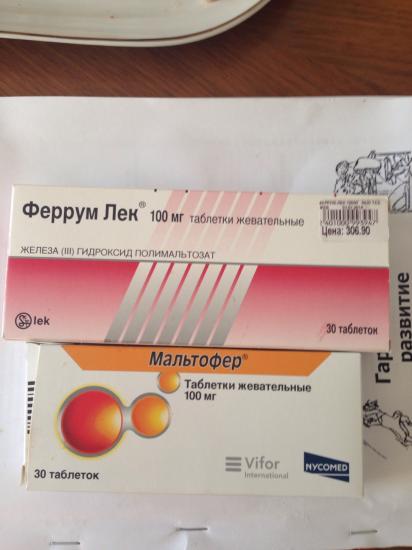 Феррум Лек® 100 мг таблетки жевательные
Цена: 306.90
ЖЕЛЕЗА (III) ГИДРОКСИД ПОЛИМАЛЬТОЗАТ
lek
30 таблеток
Мальтофер®
Таблетки жевательные
100 мг
30 таблеток
Vifor
International
NYCOMED
развитие